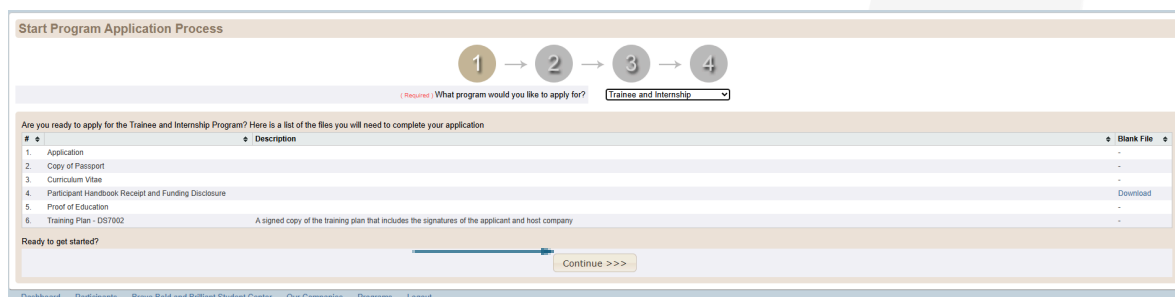 Start Program Application Process
1 → 2 → 3 → 4
( Required ) What program would you like to apply for? Trainee and Internship
Are you ready to apply for the Trainee and Internship Program? Here is a list of the files you will need to complete your application
# Description Blank File
1. Application -
2. Copy of Passport -
3. Curriculum Vitae -
4. Participant Handbook Receipt and Funding Disclosure Download
5. Proof of Education -
6. Training Plan - DS7002 A signed copy of the training plan that includes the signatures of the applicant and host company -
Ready to get started?
Continue >>>
Dashboard Participants Brave Bold and Brilliant Student Center Our Companies Programs Logout